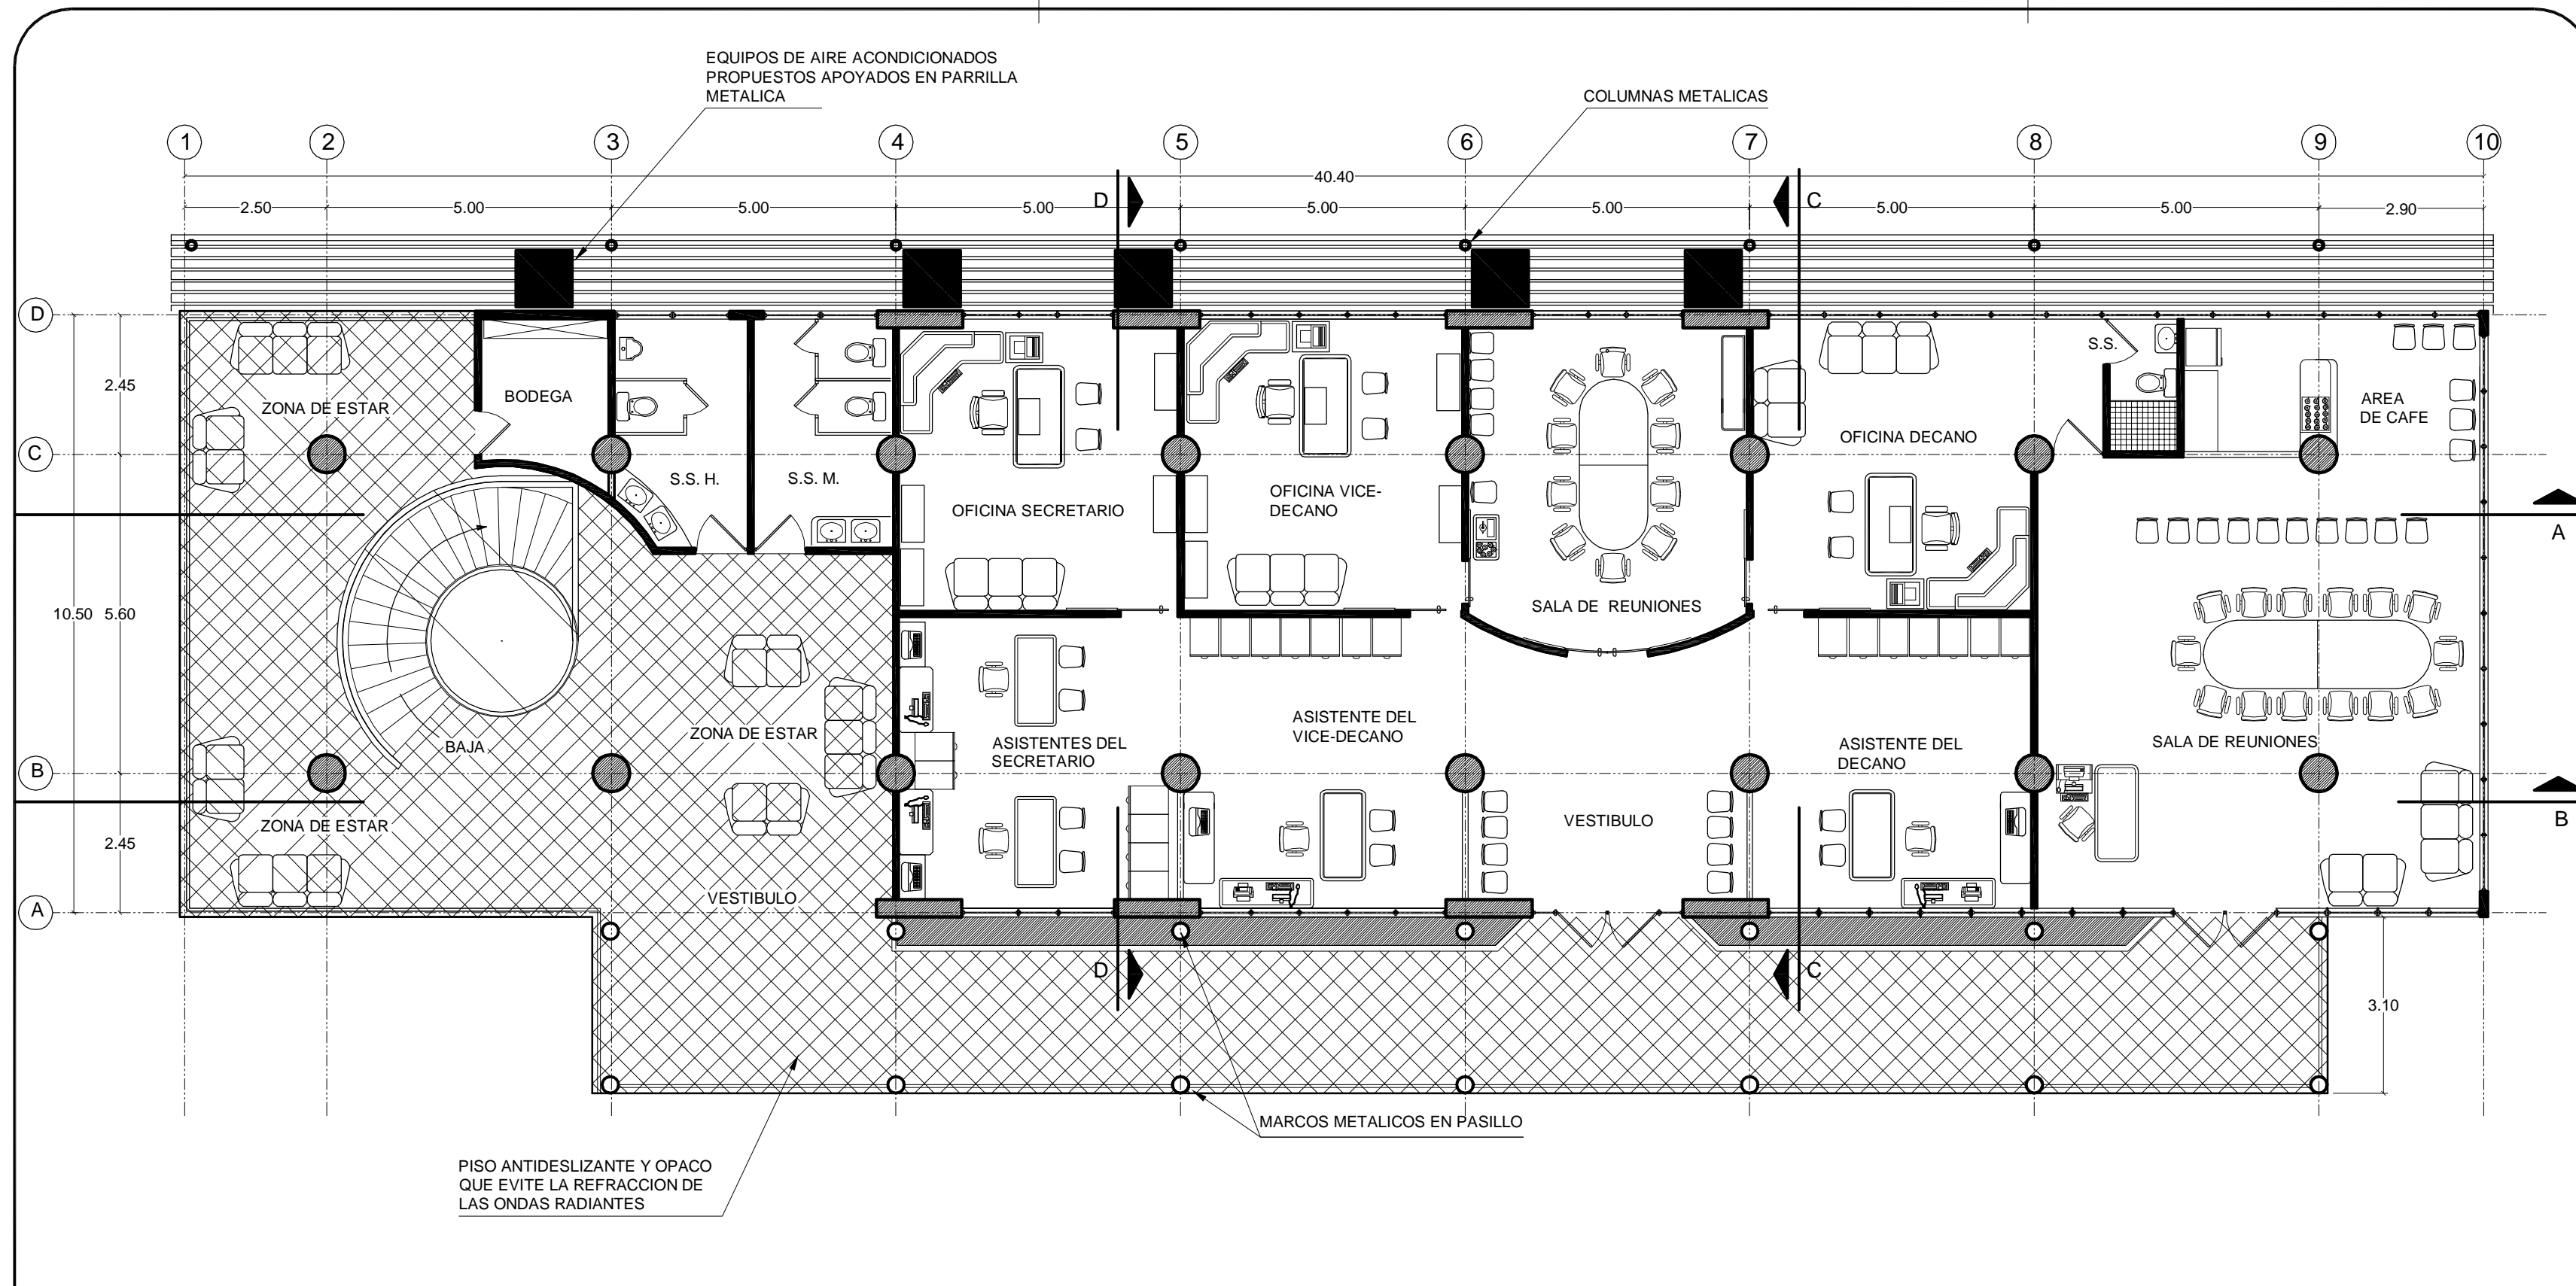 EQUIPOS DE AIRE ACONDICIONADOS
PROPUESTOS APOYADOS EN PARRILLA
METALICA
COLUMNAS METALICAS
1
2
3
4
5
6
7
8
9
10
40.40
2.50
5.00
5.00
5.00
5.00
5.00
5.00
5.00
2.90
D
C
D
C
B
A
2.45
10.50
5.60
2.45
ZONA DE ESTAR
BODEGA
S.S. H.
S.S. M.
OFICINA SECRETARIO
OFICINA VICE-
DECANO
SALA DE REUNIONES
OFICINA DECANO
S.S.
AREA
DE CAFE
A
BAJA
ZONA DE ESTAR
ZONA DE ESTAR
VESTIBULO
ASISTENTES DEL
SECRETARIO
ASISTENTE DEL
VICE-DECANO
VESTIBULO
ASISTENTE DEL
DECANO
SALA DE REUNIONES
B
D
C
3.10
MARCOS METALICOS EN PASILLO
PISO ANTIDESLIZANTE Y OPACO
QUE EVITE LA REFRACCION DE
LAS ONDAS RADIANTES